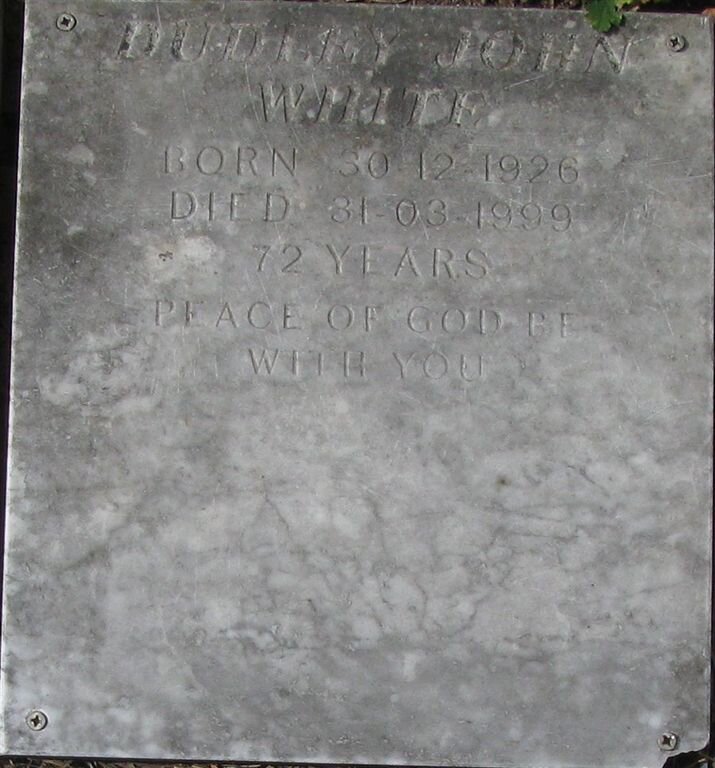 DUDLEY JOHN
WHITE
BORN 30-12-1926
DIED 31-03-1999
72 YEARS
PEACE OF GOD BE
WITH YOU